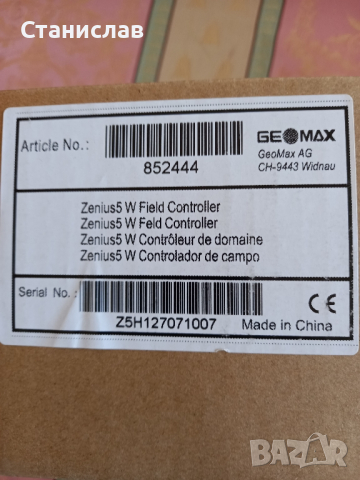 Станислав
Article No.:
852444
GEOMAX
GeoMax AG
CH-9443 Widnau
Zenius5 W Field Controller
Zenius5 W Feld Controller
Zenius5 W Contrôleur de domaine
Zenius5 W Controlador de campo
Serial No.:
Z5H127071007
CE
Made in China
BAZAR